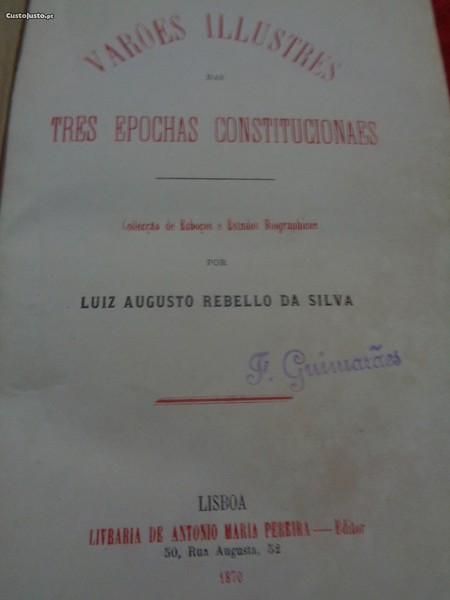 CustoJusto.pt
VARÕES ILLUSTRES
DAS
TRES EPOCHAS CONSTITUCIONAES
Collecção de Esboços e Estudos Biographicos
POR
LUIZ AUGUSTO REBELLO DA SILVA
F. Guimarães
LISBOA
LIVRARIA DE ANTONIO MARIA PEREIRA—Editor
50, Rua Augusta, 52
1870